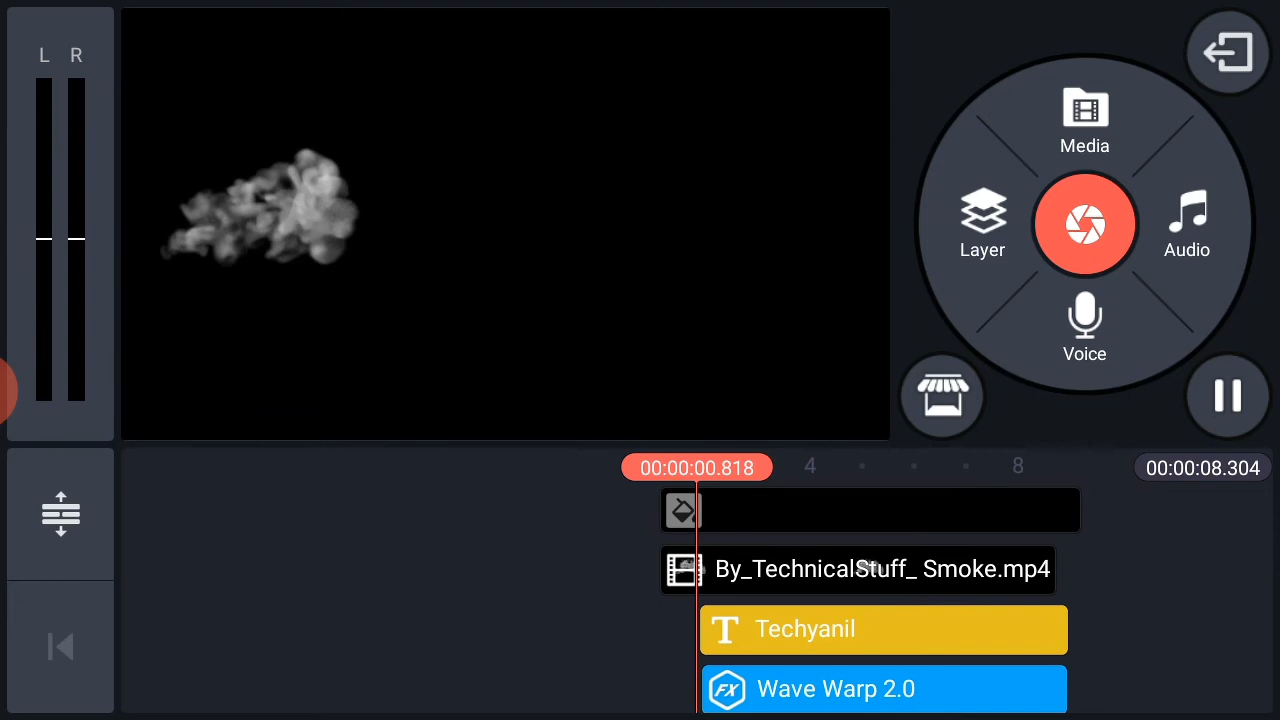 L R
Media
Layer
Audio
Voice
00:00:00.818
4
8
00:00:08.304
By_TechnicalStuff_ Smoke.mp4
T Techyanil
FX Wave Warp 2.0